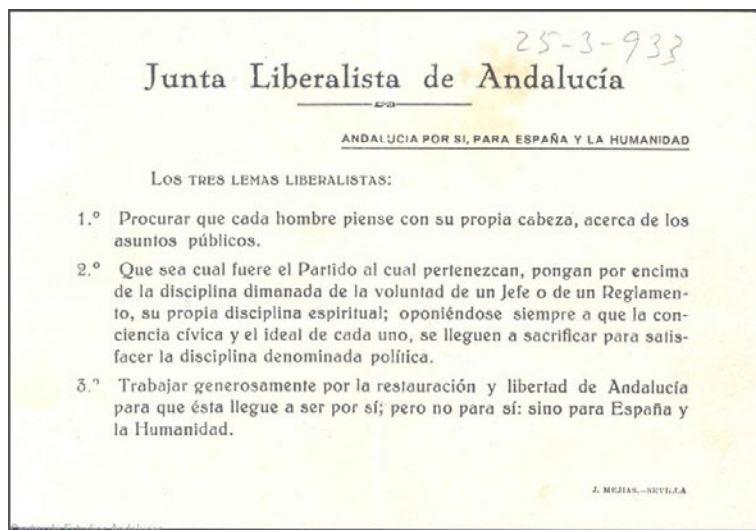 25-3-933
Junta Liberalista de Andalucía
ANDALUCIA POR SI, PARA ESPAÑA Y LA HUMANIDAD
LOS TRES LEMAS LIBERALISTAS:
1.º Procurar que cada hombre piense con su propia cabeza, acerca de los
asuntos públicos.
2.º Que sea cual fuere el Partido al cual pertenezcan, pongan por encima
de la disciplina dimanada de la voluntad de un Jefe o de un Reglamen-
to, su propia disciplina espiritual; oponiéndose siempre a que la con-
ciencia cívica y el ideal de cada uno, se lleguen a sacrificar para satis-
facer la disciplina denominada política.
3.º Trabajar generosamente por la restauración y libertad de Andalucía
para que ésta llegue a ser por sí; pero no para sí: sino para España y
la Humanidad.
J. MEJIAS.—SEVILLA